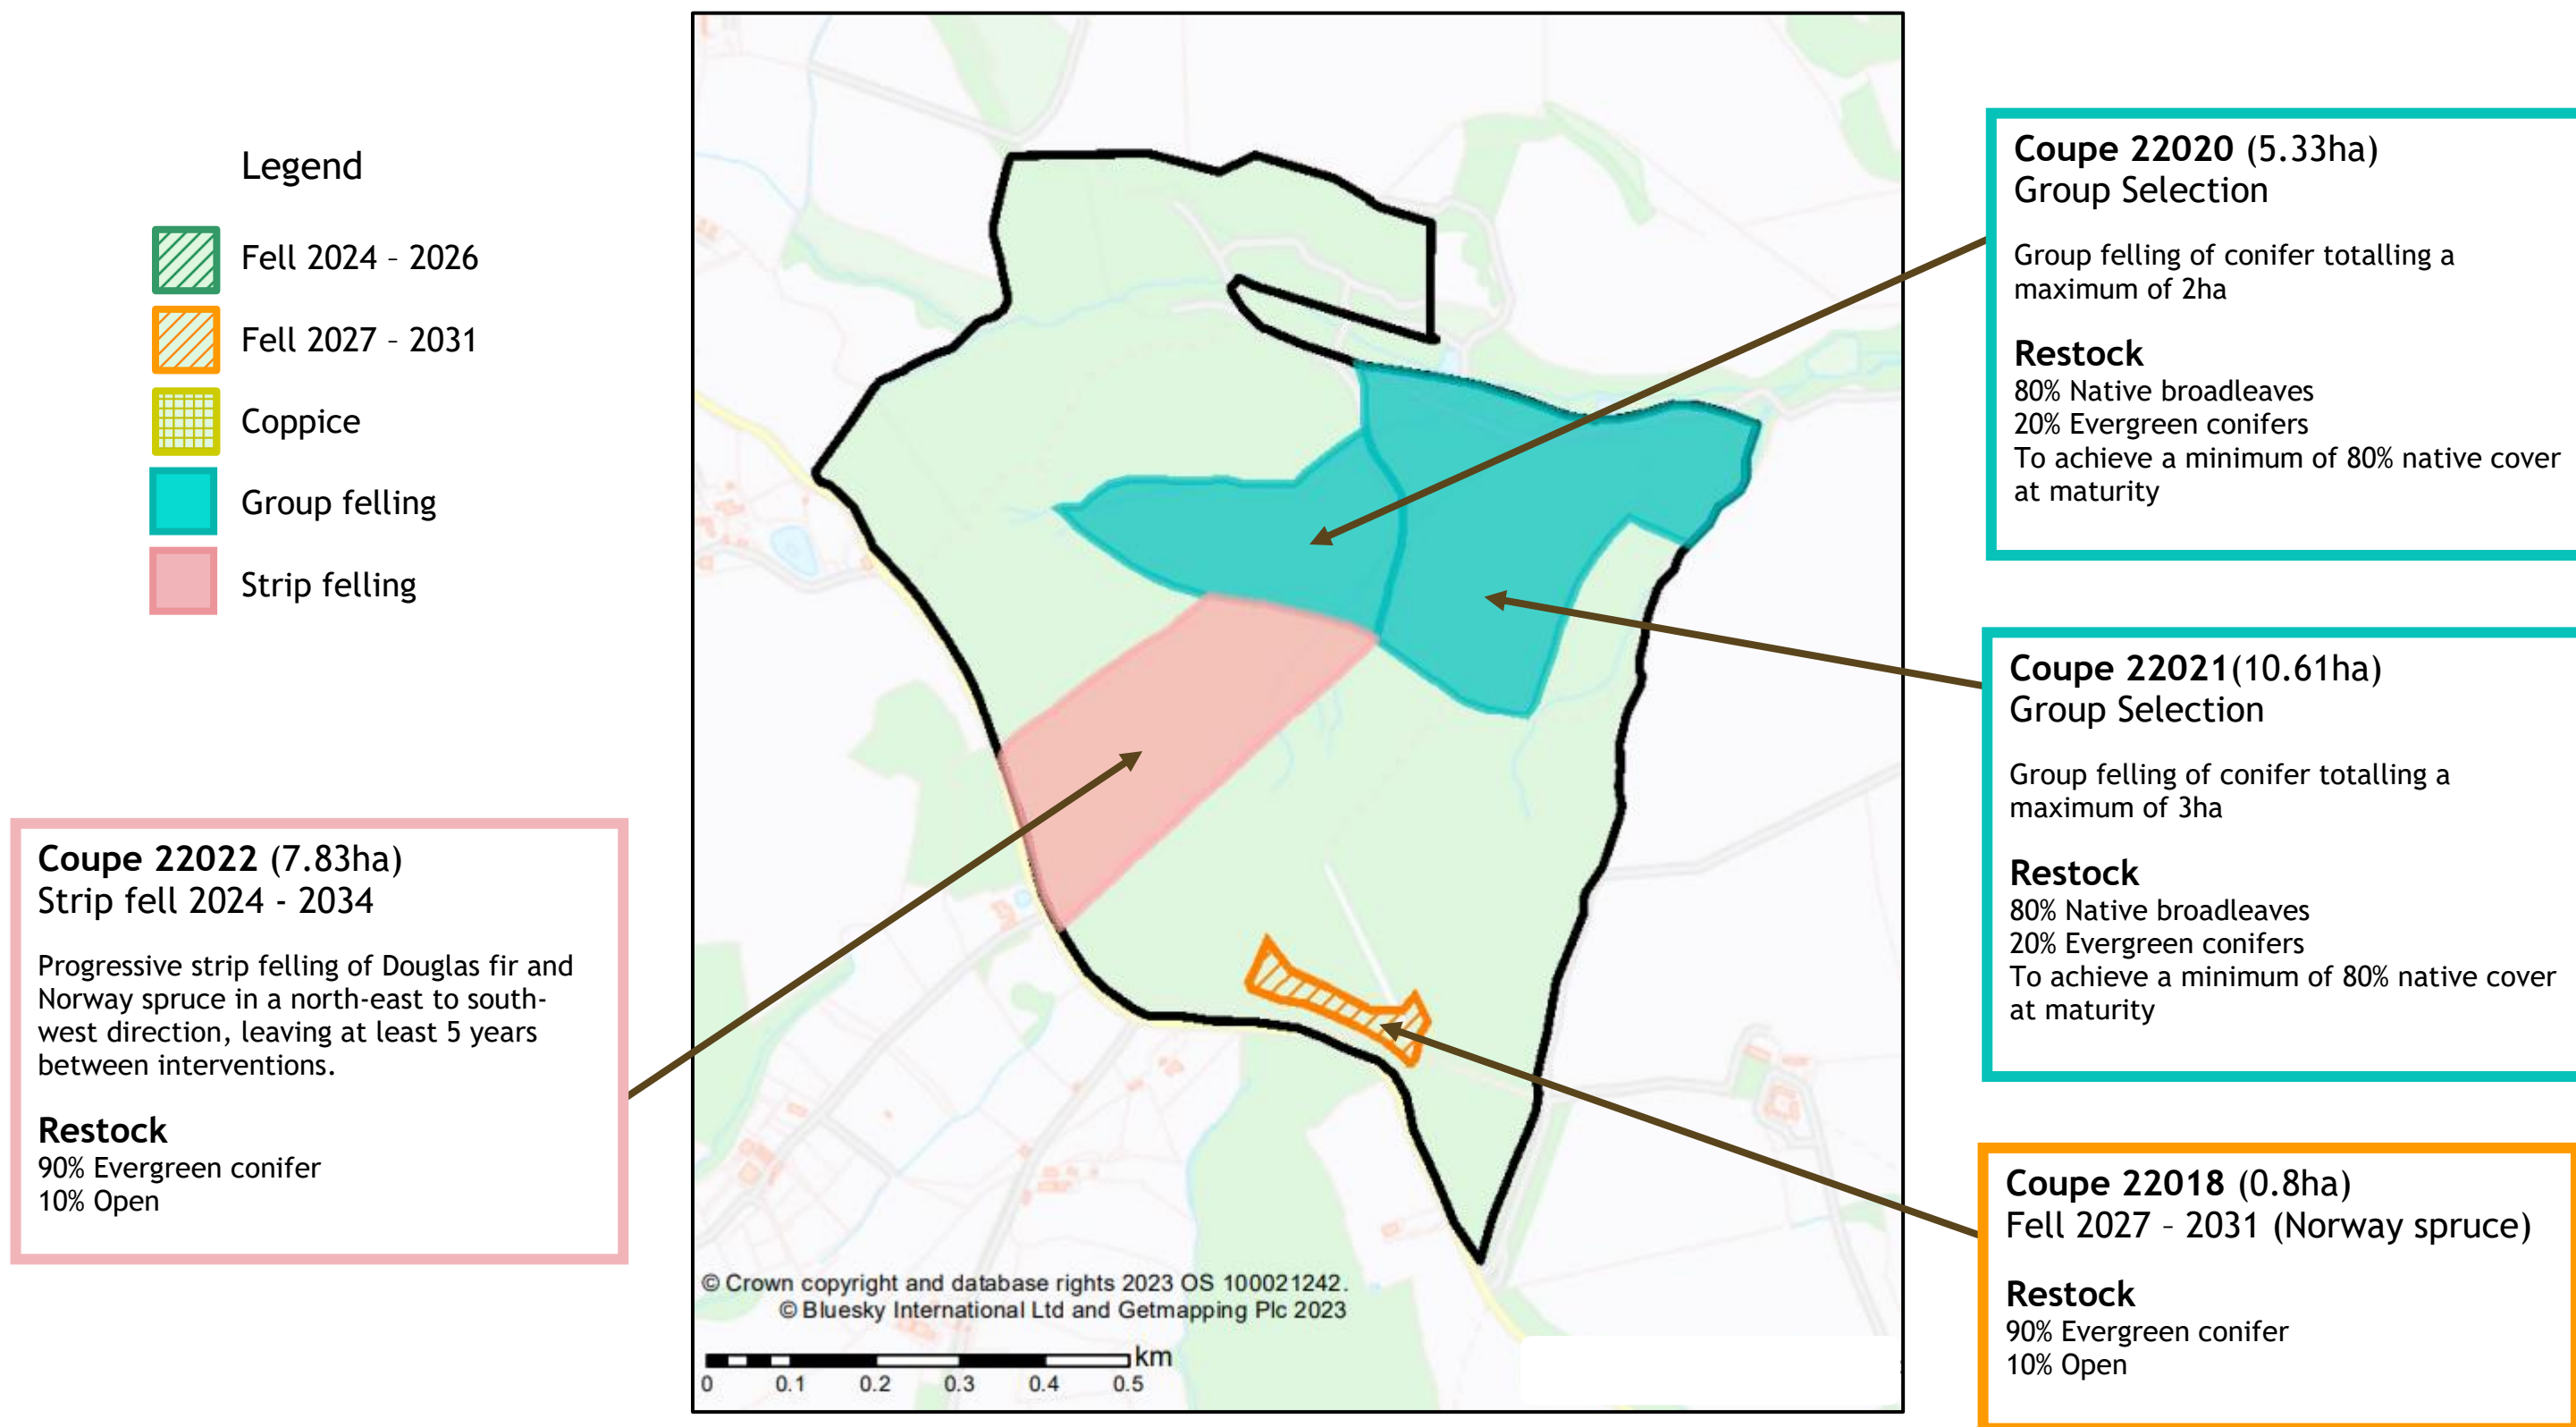 Legend
Fell 2024 – 2026
Fell 2027 – 2031
Coppice
Group felling
Strip felling
Coupe 22022 (7.83ha)
Strip fell 2024 - 2034
Progressive strip felling of Douglas fir and
Norway spruce in a north-east to south-
west direction, leaving at least 5 years
between interventions.
Restock
90% Evergreen conifer
10% Open
© Crown copyright and database rights 2023 OS 100021242.
© Bluesky International Ltd and Getmapping Plc 2023
km
0 0.1 0.2 0.3 0.4 0.5
Coupe 22020 (5.33ha)
Group Selection
Group felling of conifer totalling a
maximum of 2ha
Restock
80% Native broadleaves
20% Evergreen conifers
To achieve a minimum of 80% native cover
at maturity
Coupe 22021(10.61ha)
Group Selection
Group felling of conifer totalling a
maximum of 3ha
Restock
80% Native broadleaves
20% Evergreen conifers
To achieve a minimum of 80% native cover
at maturity
Coupe 22018 (0.8ha)
Fell 2027 – 2031 (Norway spruce)
Restock
90% Evergreen conifer
10% Open